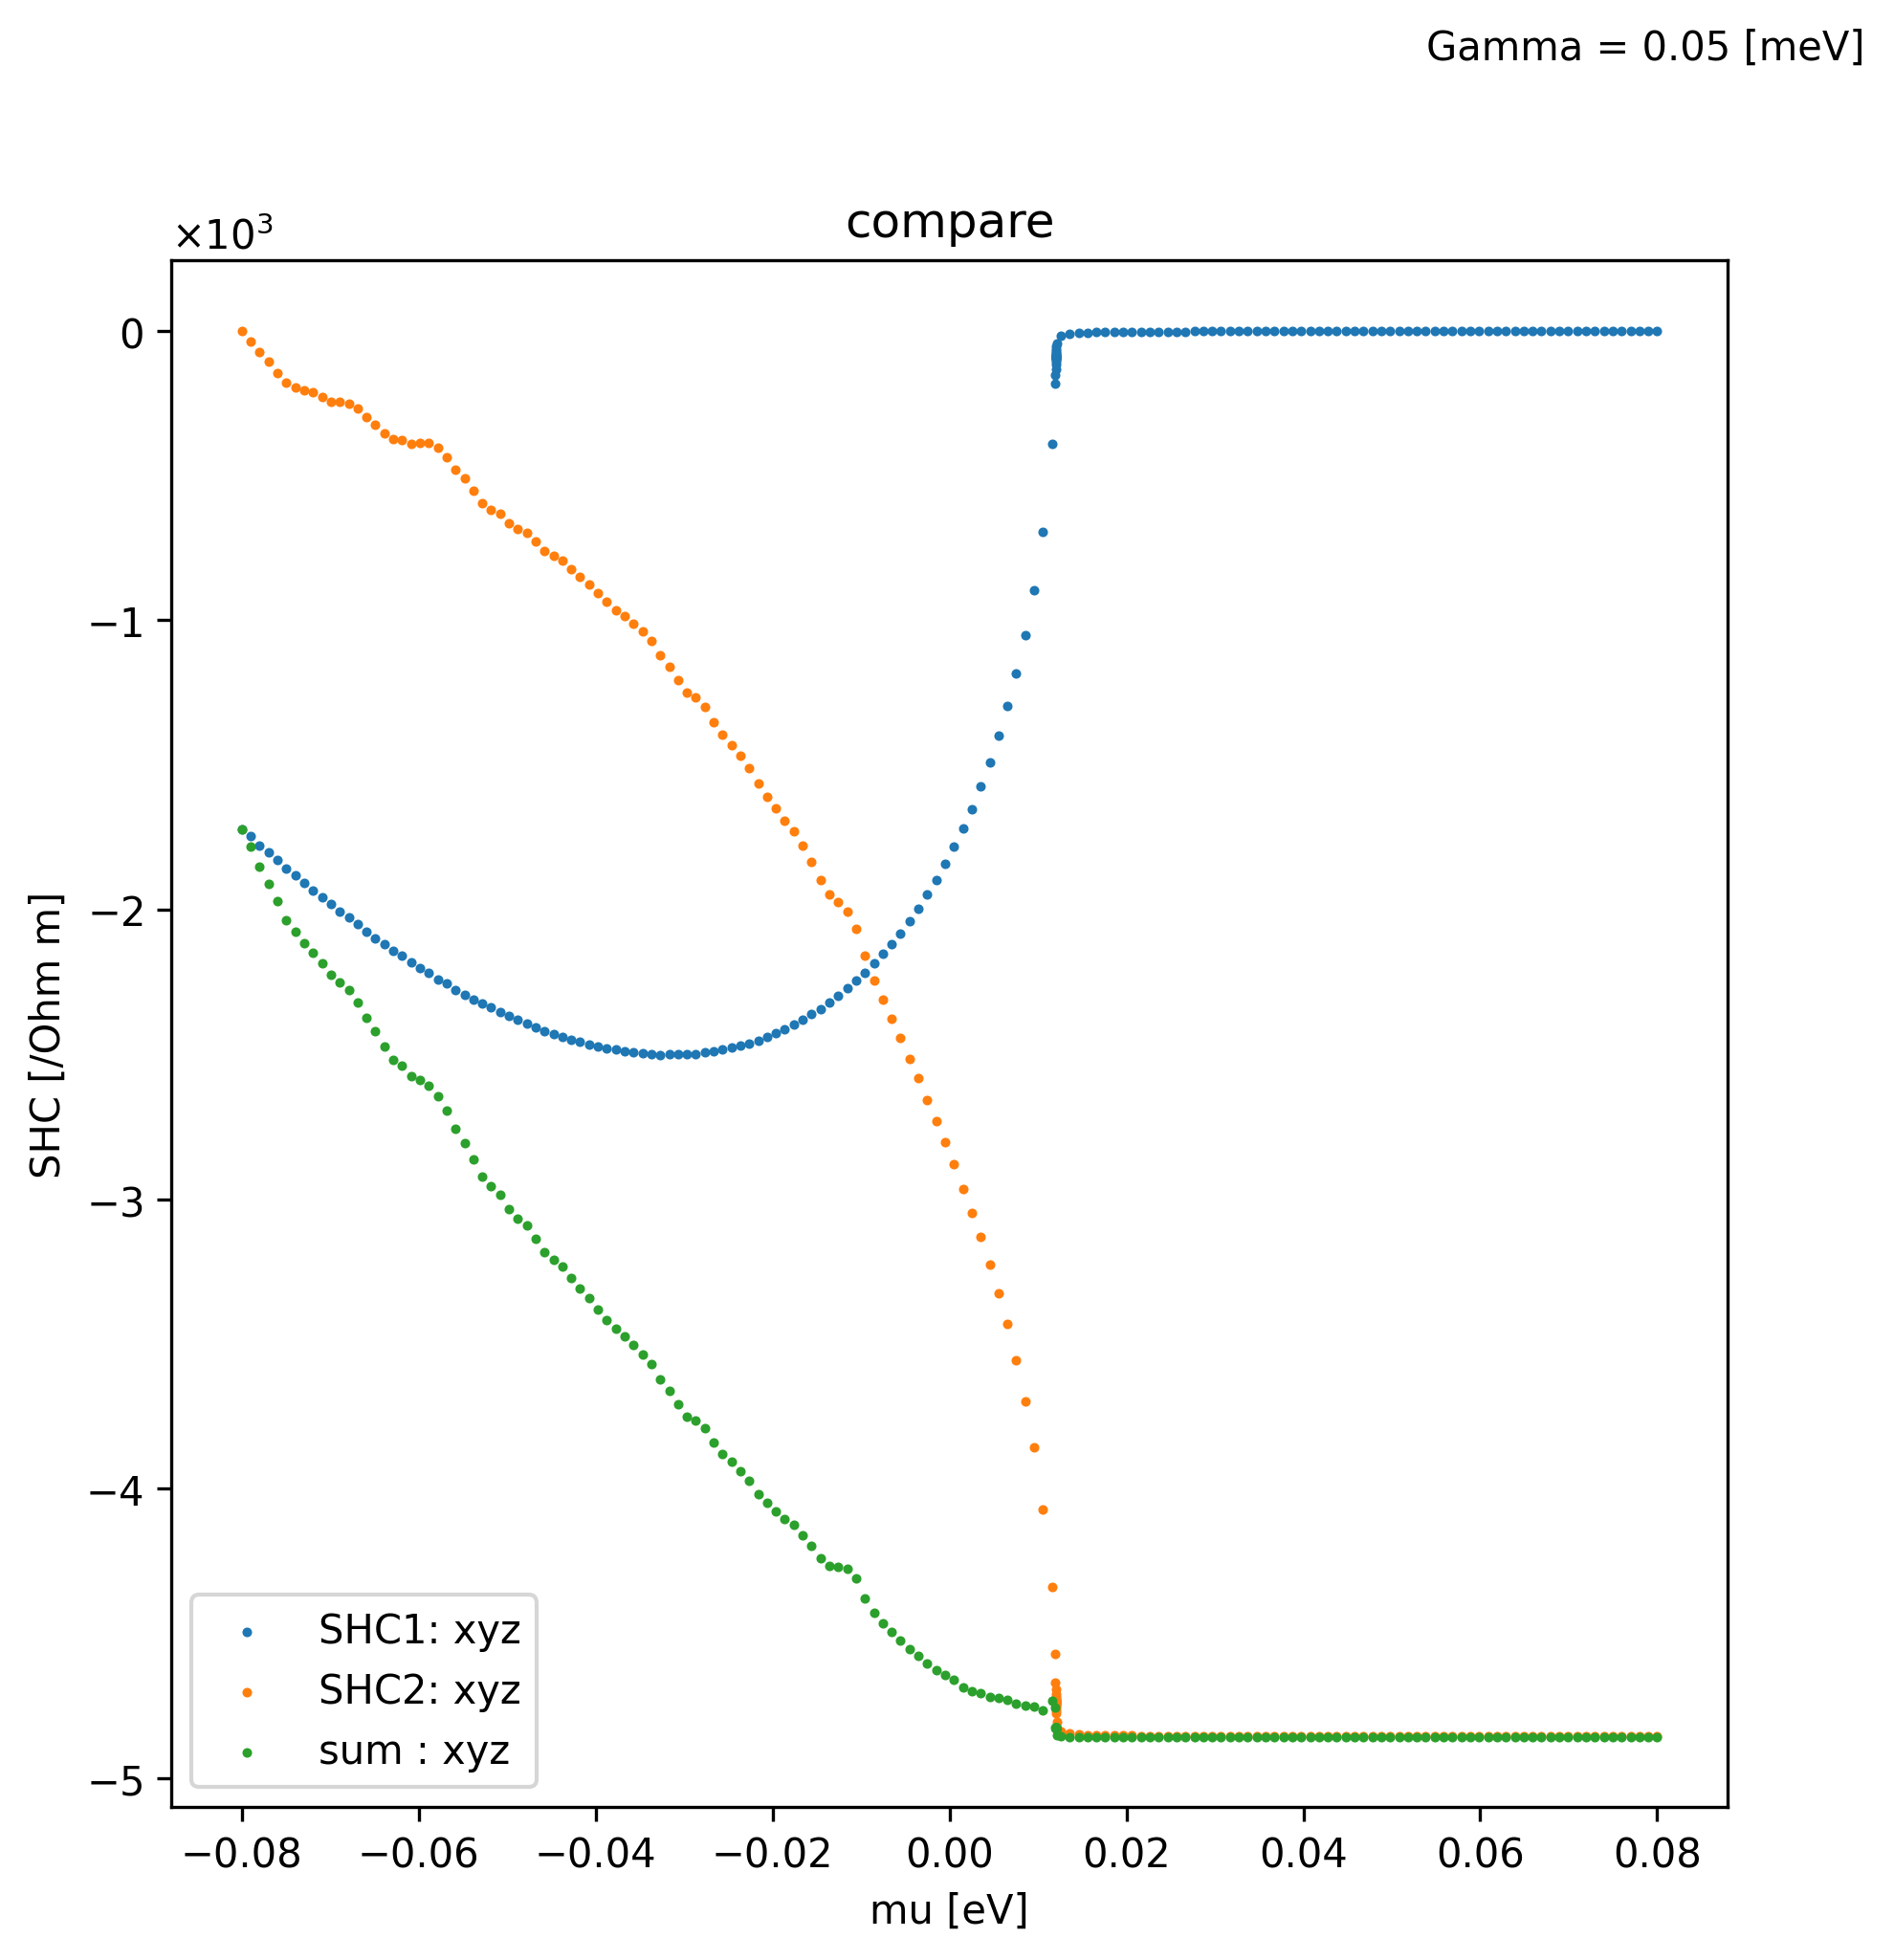 Gamma = 0.05 [meV]
compare
×10³
0
−1
−2
−3
−4
−5
SHC [/Ohm m]
SHC1: xyz
SHC2: xyz
sum : xyz
−0.08 −0.06 −0.04 −0.02 0.00 0.02 0.04 0.06 0.08
mu [eV]